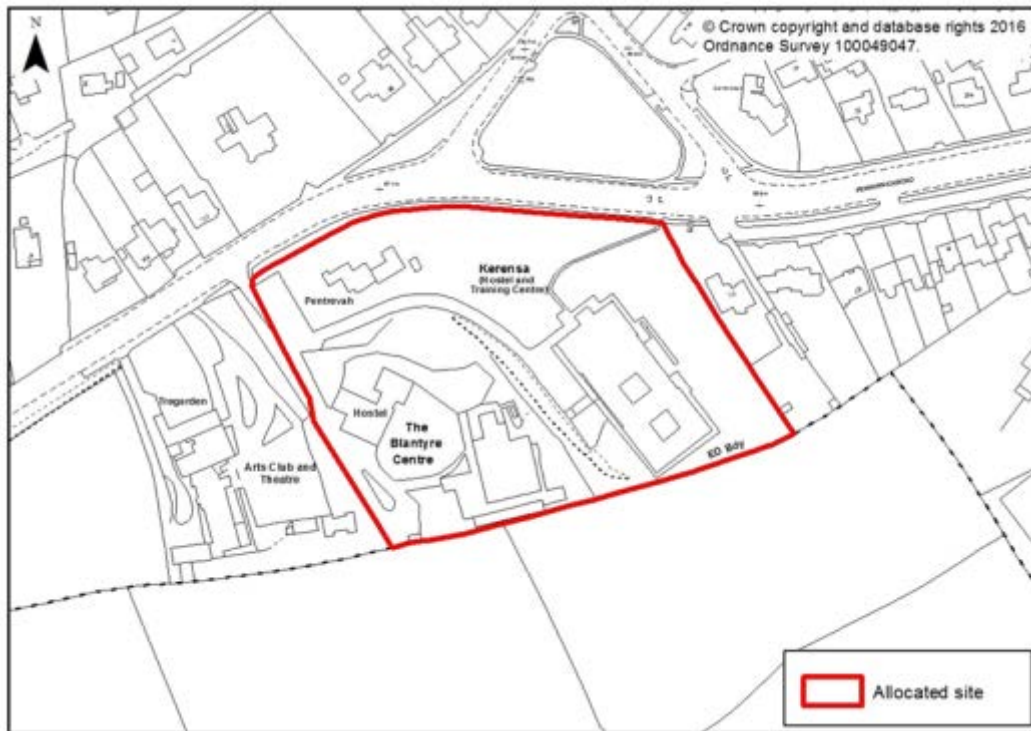 N
© Crown copyright and database rights 2016
Ordnance Survey 100049047.
Kerensa
(Hostel and
Training Centre)
Pentrevah
Hostel
The
Blantyre
Centre
Tregarden
Arts Club and
Theatre
ED Bdy
Allocated site